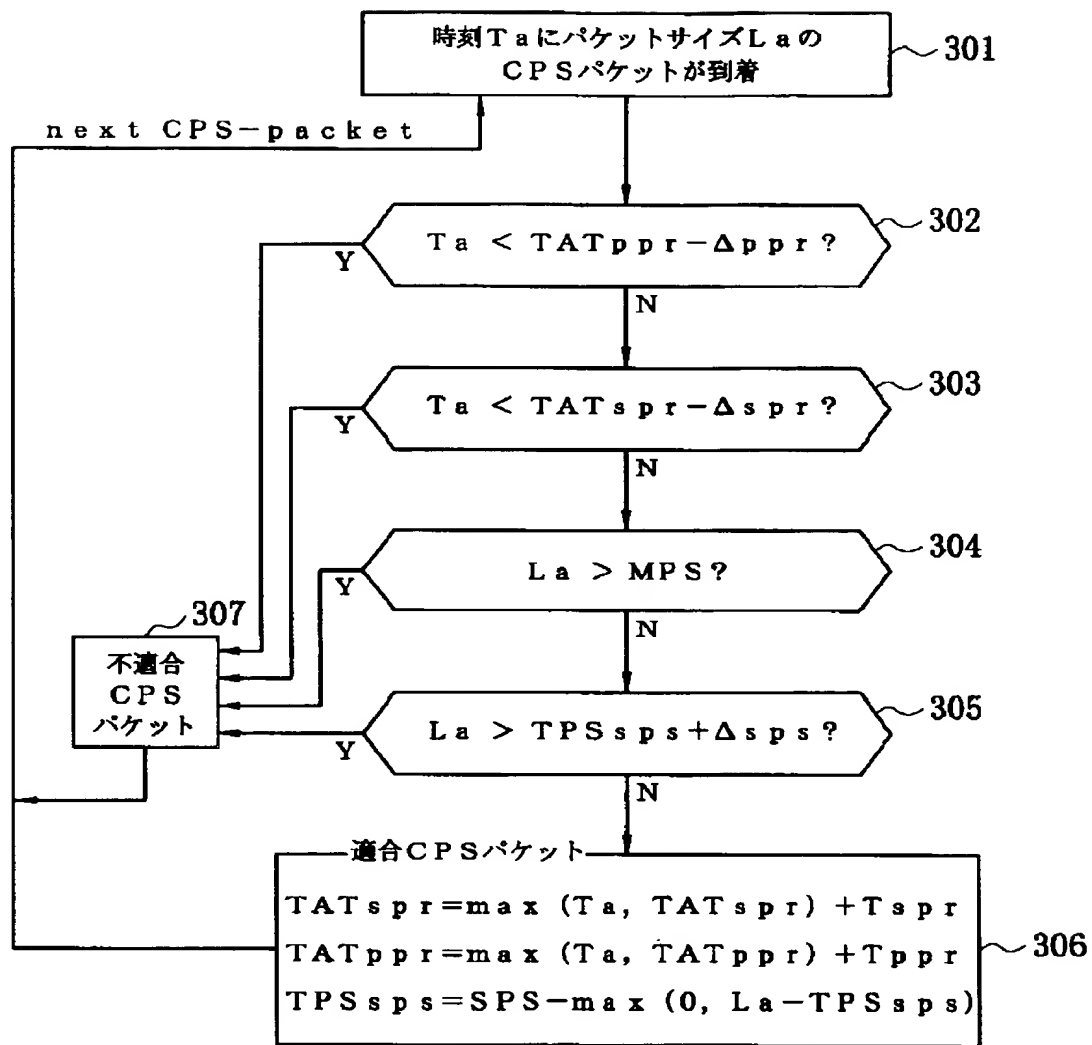 時刻TaにパケットサイズLaの
CPSパケットが到着
301
next CPS-packet
302
Ta < TATppr-Δppr?
Y
N
303
Ta < TATspr-Δspr?
Y
N
304
La > MPS?
Y
N
307
不適合
CPS
パケット
305
La > TPSsps+Δsps?
Y
N
適合CPSパケット
TATspr=max (Ta, TATspr) +Tspr
TATppr=max (Ta, TATppr) +Tppr
TPSsps=SPS-max (0, La-TPSsps)
306